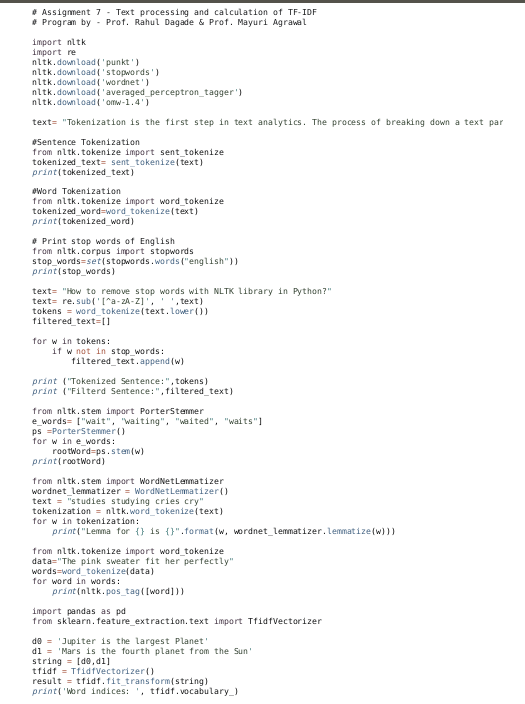 # Assignment 7 - Text processing and calculation of TF-IDF
# Program by - Prof. Rahul Dagade & Prof. Mayuri Agrawal
import nltk
import re
nltk.download('punkt')
nltk.download('stopwords')
nltk.download('wordnet')
nltk.download('averaged_perceptron_tagger')
nltk.download('omw-1.4')
text= "Tokenization is the first step in text analytics. The process of breaking down a text par
#Sentence Tokenization
from nltk.tokenize import sent_tokenize
tokenized_text= sent_tokenize(text)
print(tokenized_text)
#Word Tokenization
from nltk.tokenize import word_tokenize
tokenized_word=word_tokenize(text)
print(tokenized_word)
# Print stop words of English
from nltk.corpus import stopwords
stop_words=set(stopwords.words("english"))
print(stop_words)
text= "How to remove stop words with NLTK library in Python?"
text= re.sub('[^a-zA-Z]', ' ',text)
tokens = word_tokenize(text.lower())
filtered_text=[]
for w in tokens:
    if w not in stop_words:
        filtered_text.append(w)
print ("Tokenized Sentence:",tokens)
print ("Filterd Sentence:",filtered_text)
from nltk.stem import PorterStemmer
e_words= ["wait", "waiting", "waited", "waits"]
ps =PorterStemmer()
for w in e_words:
    rootWord=ps.stem(w)
print(rootWord)
from nltk.stem import WordNetLemmatizer
wordnet_lemmatizer = WordNetLemmatizer()
text = "studies studying cries cry"
tokenization = nltk.word_tokenize(text)
for w in tokenization:
    print("Lemma for {} is {}".format(w, wordnet_lemmatizer.lemmatize(w)))
from nltk.tokenize import word_tokenize
data="The pink sweater fit her perfectly"
words=word_tokenize(data)
for word in words:
    print(nltk.pos_tag([word]))
import pandas as pd
from sklearn.feature_extraction.text import TfidfVectorizer
d0 = 'Jupiter is the largest Planet'
d1 = 'Mars is the fourth planet from the Sun'
string = [d0,d1]
tfidf = TfidfVectorizer()
result = tfidf.fit_transform(string)
print('Word indices: ', tfidf.vocabulary_)